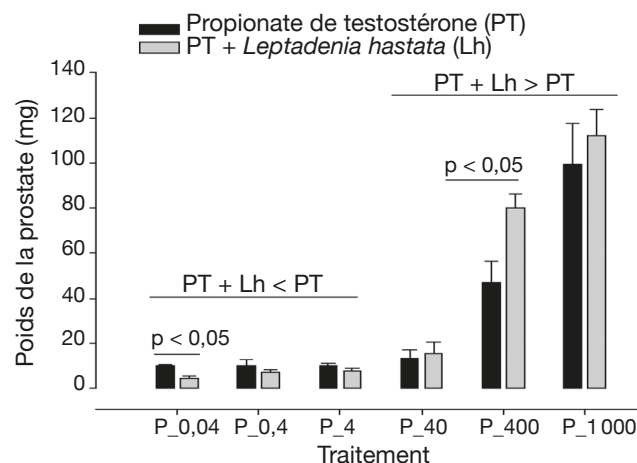 Propionate de testostérone (PT)
PT + Leptadenia hastata (Lh)
Poids de la prostate (mg)
140
120
100
80
60
40
20
0
PT + Lh > PT
p < 0,05
PT + Lh < PT
p < 0,05
P_0,04 P_0,4 P_4 P_40 P_400 P_1 000
Traitement